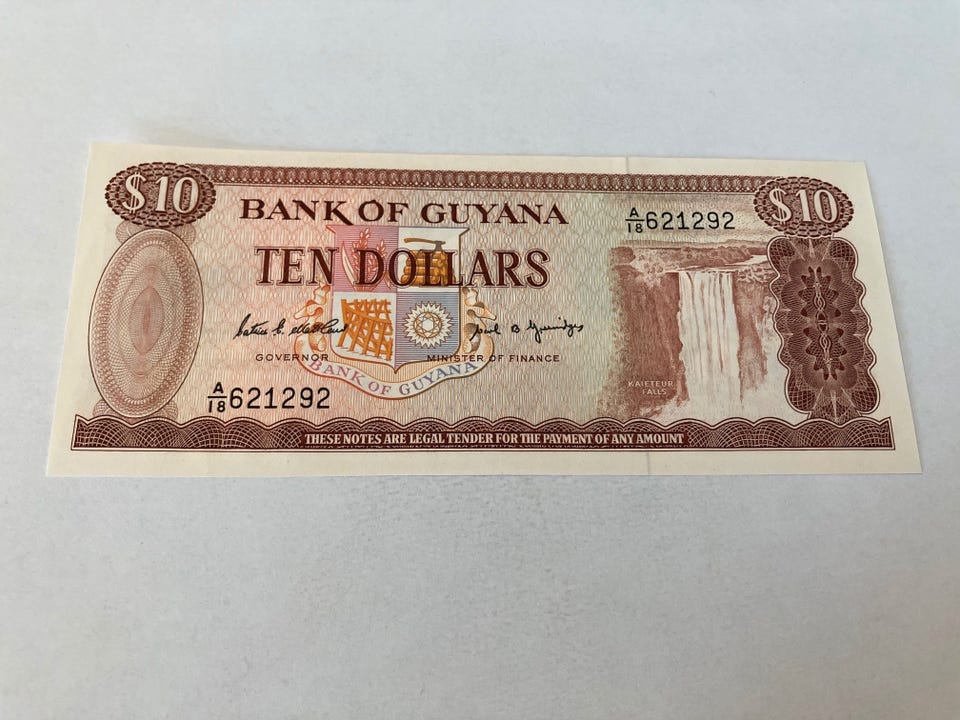 $10
$10
BANK OF GUYANA
A/18 621292
TEN DOLLARS
GOVERNOR
MINISTER OF FINANCE
BANK OF GUYANA
KAIETEUR
FALLS
A/18 621292
THESE NOTES ARE LEGAL TENDER FOR THE PAYMENT OF ANY AMOUNT